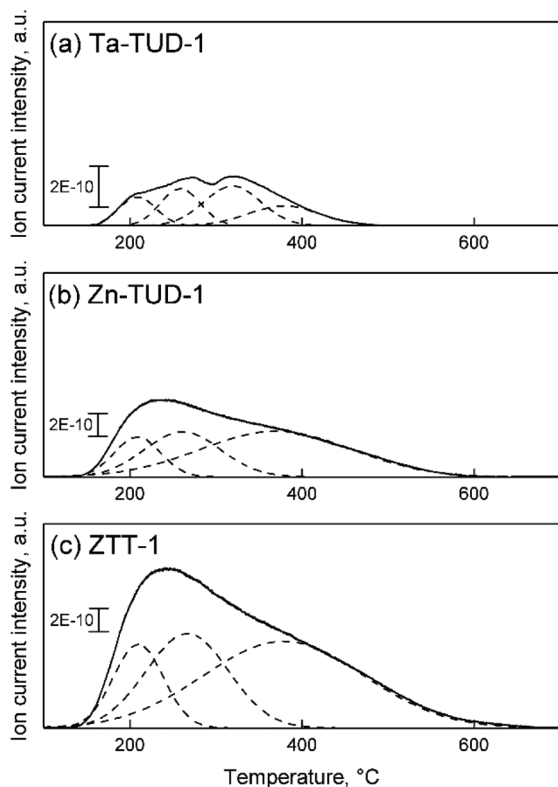 (a) Ta-TUD-1
Ion current intensity, a.u.
2E-10
200 400 600
(b) Zn-TUD-1
Ion current intensity, a.u.
2E-10
200 400 600
(c) ZTT-1
Ion current intensity, a.u.
2E-10
200 400 600
Temperature, °C